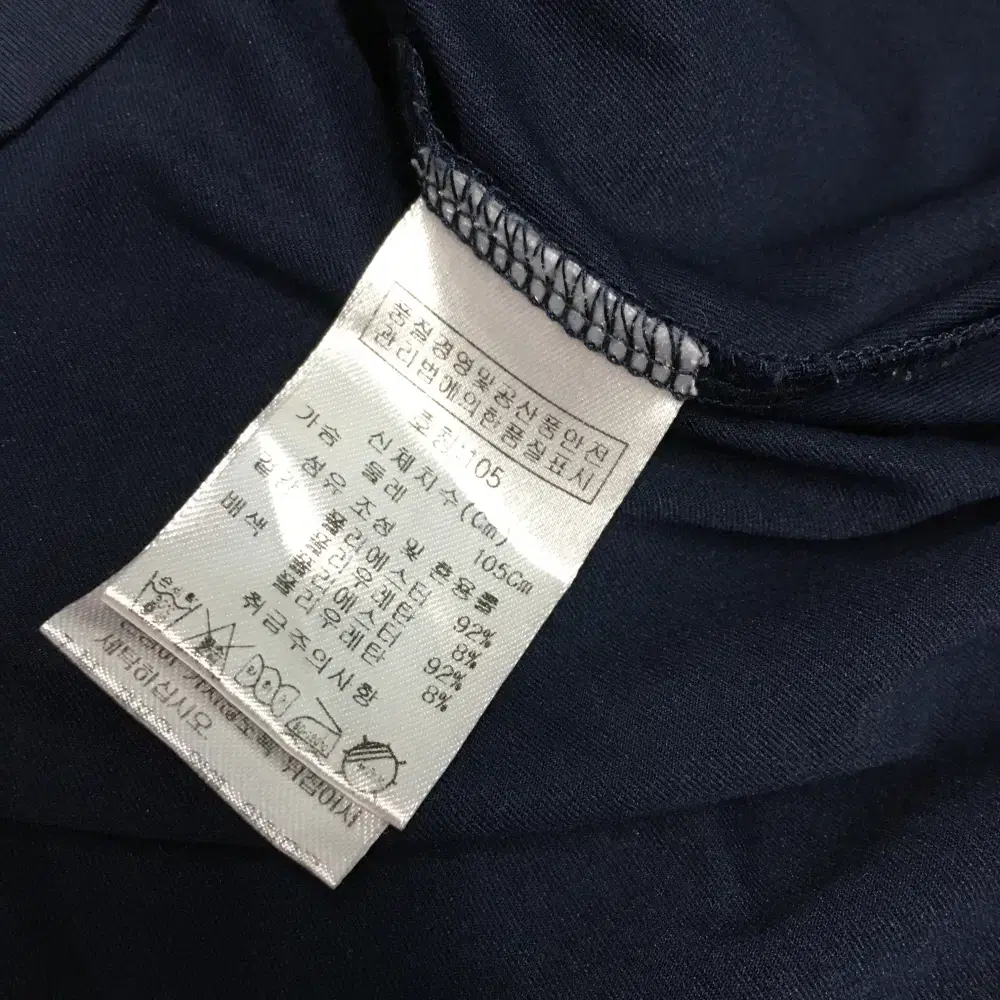 품질경영및공산품안전
관리법에의한품질표시
호칭:105
신체치수(Cm)
가슴 둘레 105Cm
섬유 조성 및 혼용률
폴리에스터 92%
폴리우레탄 8%
배색 폴리에스터 92%
폴리우레탄 8%
취급주의사항
뒤집어서
세탁하십시오